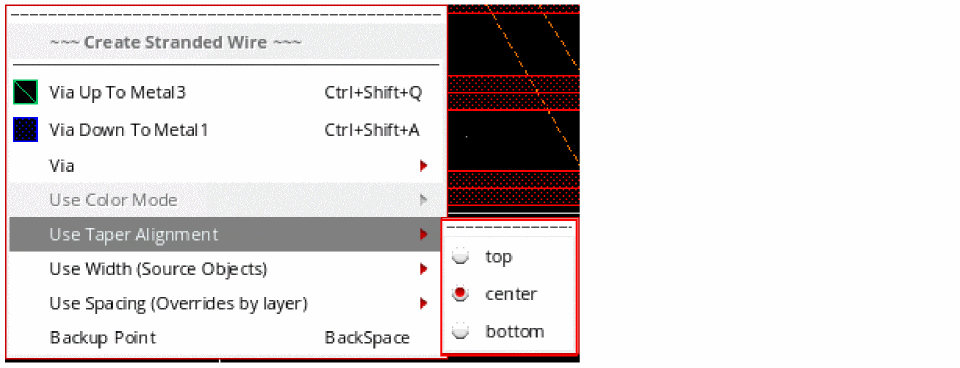 ~~~ Create Stranded Wire ~~~
Via Up To Metal3 Ctrl+Shift+Q
Via Down To Metal1 Ctrl+Shift+A
Via
Use Color Mode
Use Taper Alignment
top
Use Width (Source Objects)
center
Use Spacing (Overrides by layer)
bottom
Backup Point BackSpace